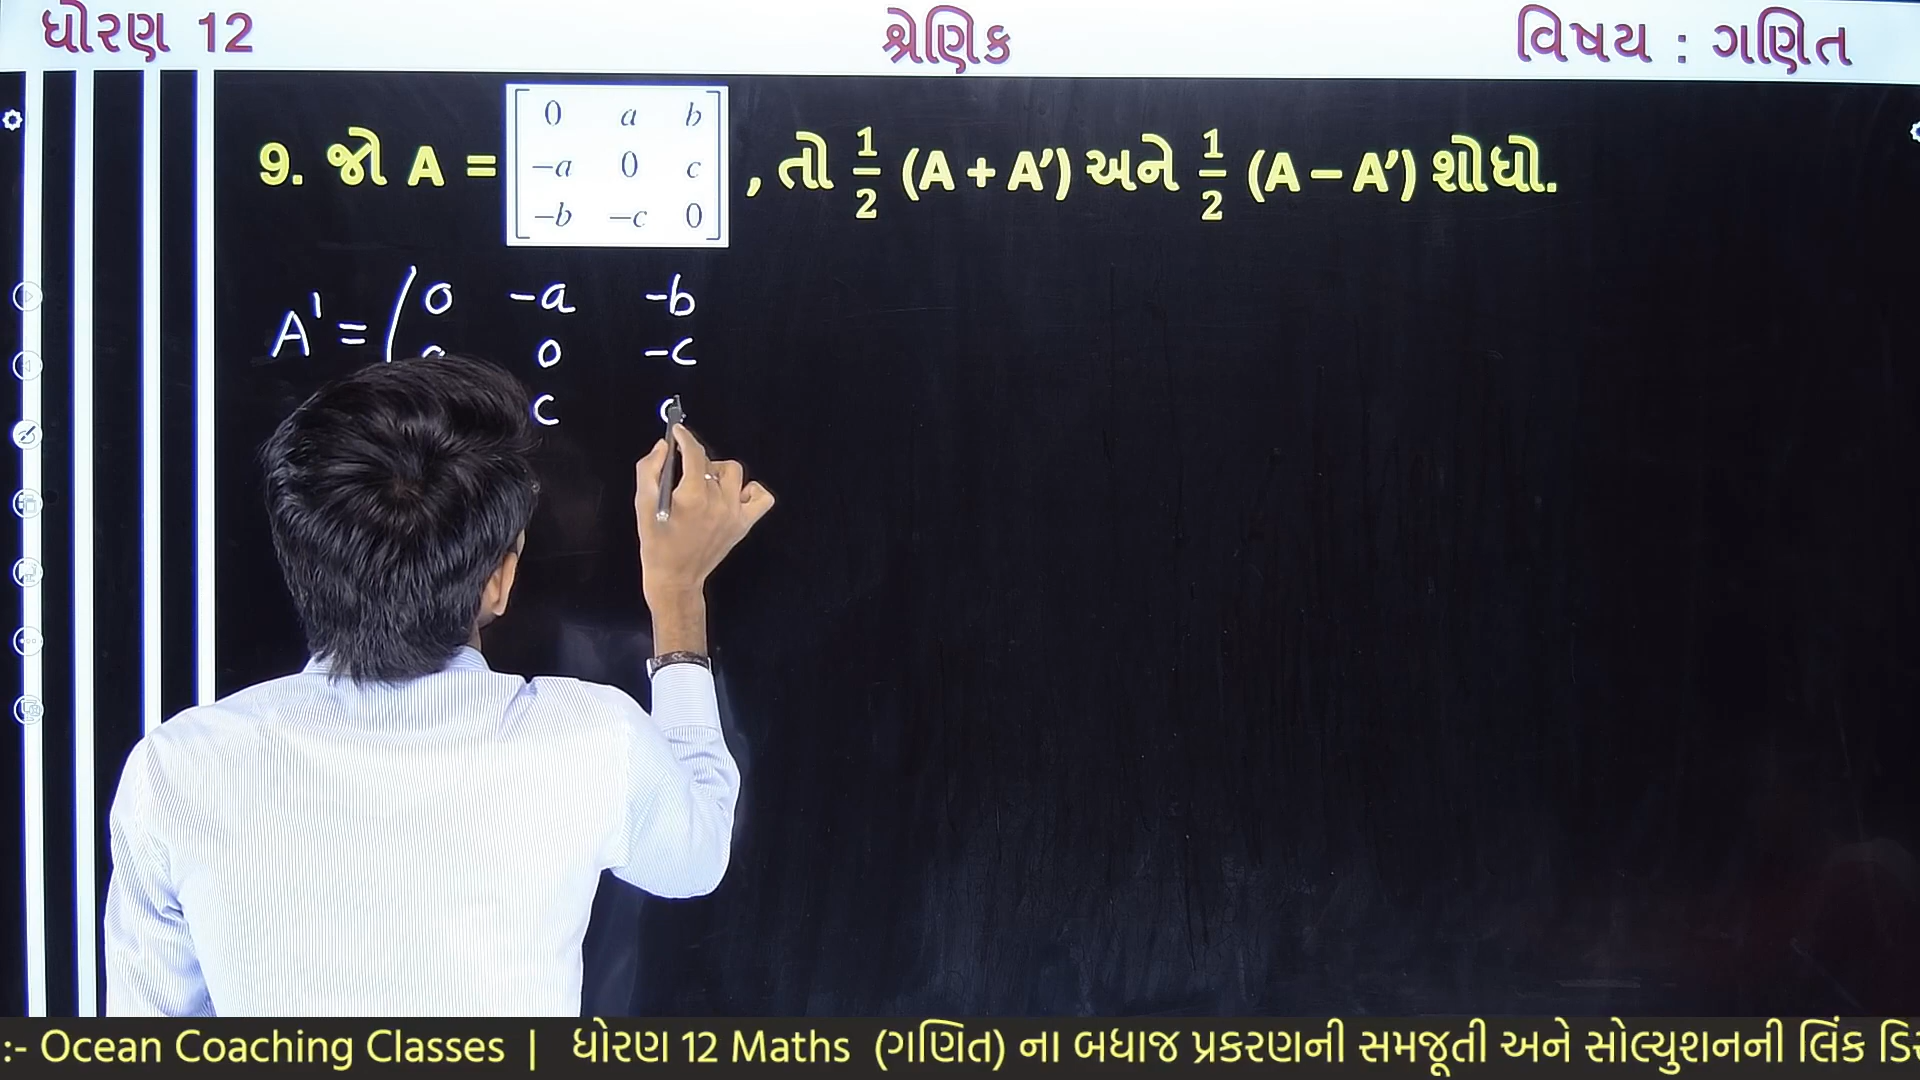 ધોરણ 12 શ્રેણિક વિષય : ગણિત
9. જો A = , તો 1/2 (A + A′) અને 1/2 (A – A′) શોધો.
0 a b
–a 0 c
–b –c 0
A' = 0 -a -b
0 -c
c
:- Ocean Coaching Classes | ધોરણ 12 Maths (ગણિત) ના બધાજ પ્રકરણની સમજૂતી અને સોલ્યુશનની લિંક